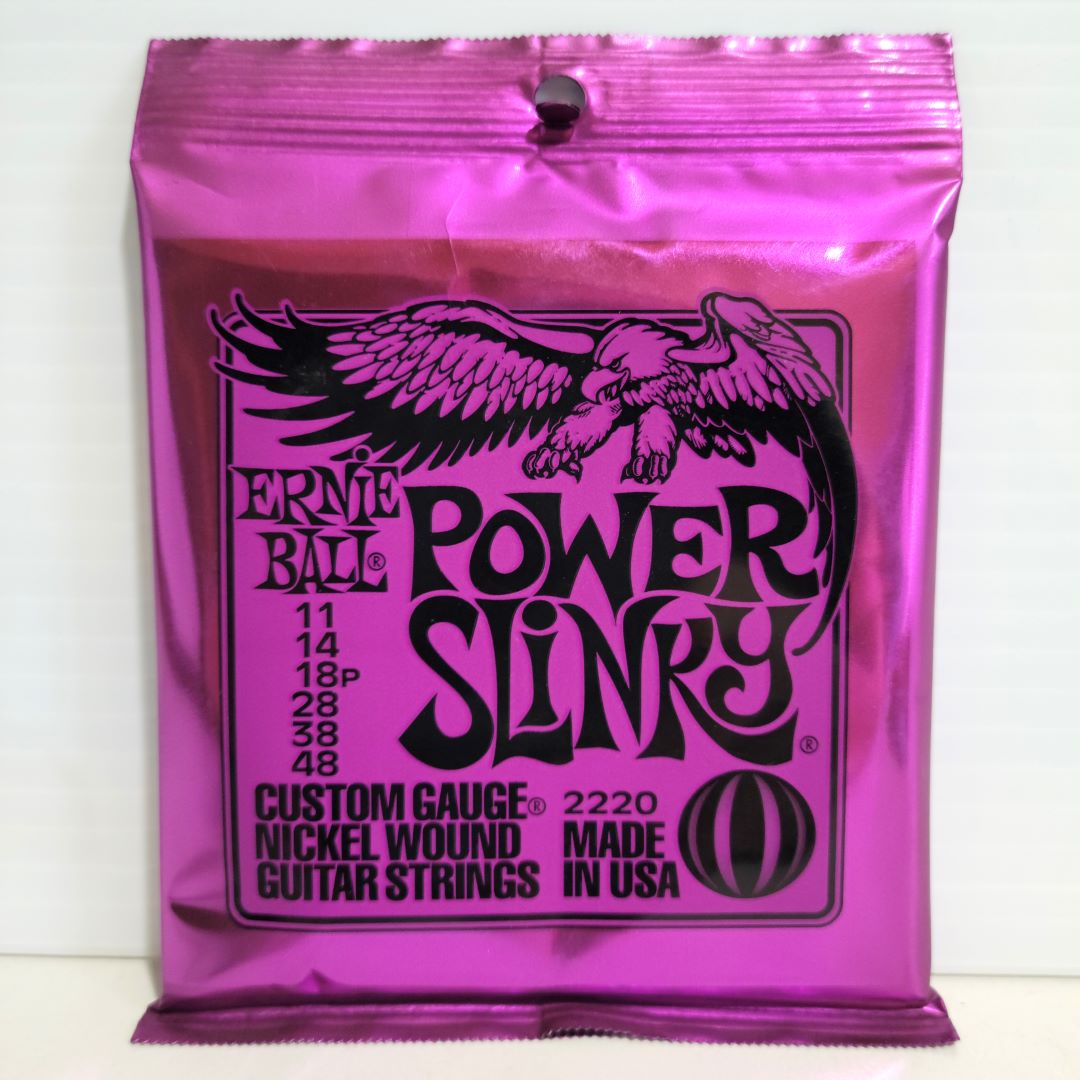 ERNiE
BALL®
POWER
SLiNKY®
11
14
18P
28
38
48
CUSTOM GAUGE®
NICKEL WOUND
GUITAR STRINGS
2220
MADE
IN USA